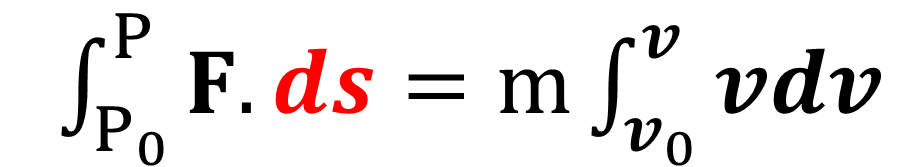 ∫_{P₀}^{P} F. ds = m ∫_{v₀}^{v} vdv